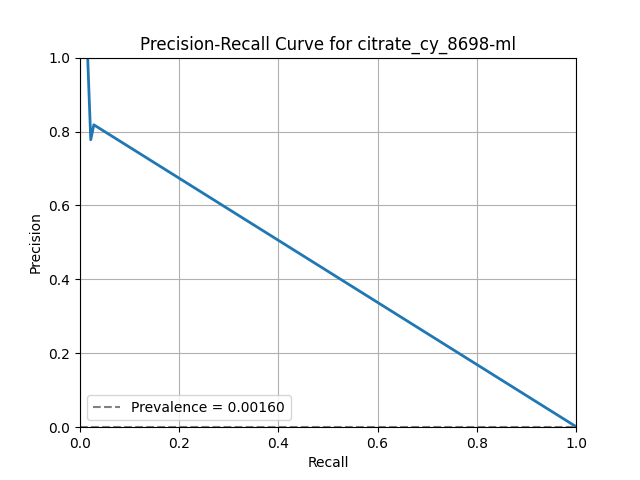 Precision-Recall Curve for citrate_cy_8698-ml
1.0
0.8
0.6
0.4
0.2
0.0
Precision
Prevalence = 0.00160
0.0 0.2 0.4 0.6 0.8 1.0
Recall